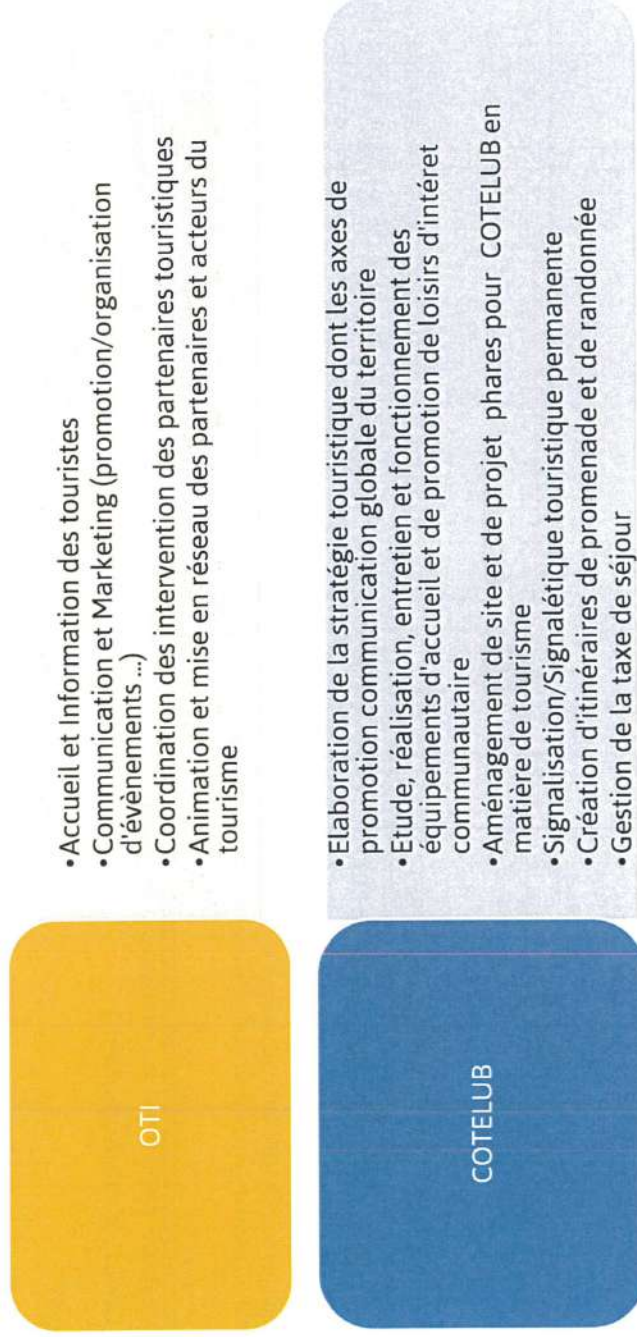 OTI
•Accueil et Information des touristes
•Communication et Marketing (promotion/organisation
d'évènements ...)
•Coordination des intervention des partenaires touristiques
•Animation et mise en réseau des partenaires et acteurs du
tourisme
COTELUB
•Elaboration de la stratégie touristique dont les axes de
promotion communication globale du territoire
•Etude, réalisation, entretien et fonctionnement des
équipements d'accueil et de promotion de loisirs d'intéret
communautaire
•Aménagement de site et de projet phares pour COTELUB en
matière de tourisme
•Signalisation/Signalétique touristique permanente
•Création d'itinéraires de promenade et de randonnée
•Gestion de la taxe de séjour